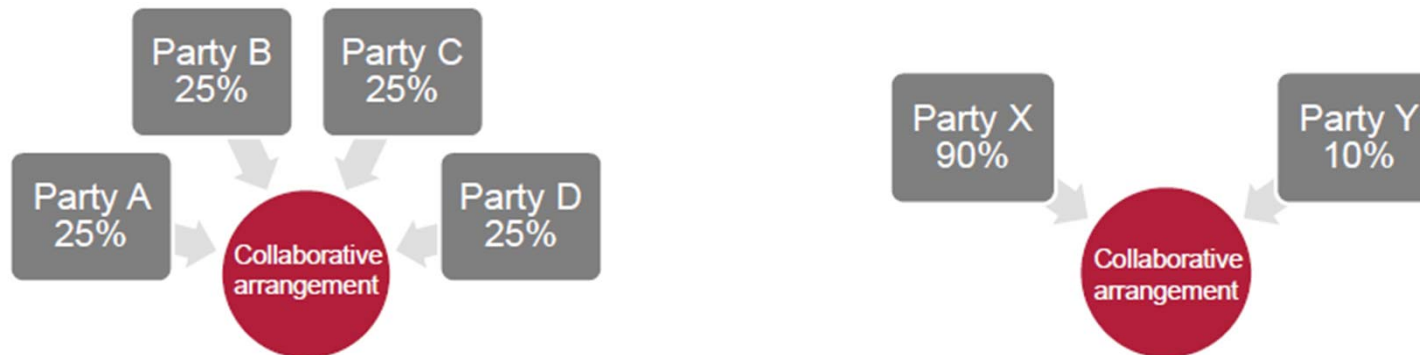 Party B
25%
Party C
25%
Party A
25%
Party D
25%
Collaborative
arrangement
Party X
90%
Party Y
10%
Collaborative
arrangement